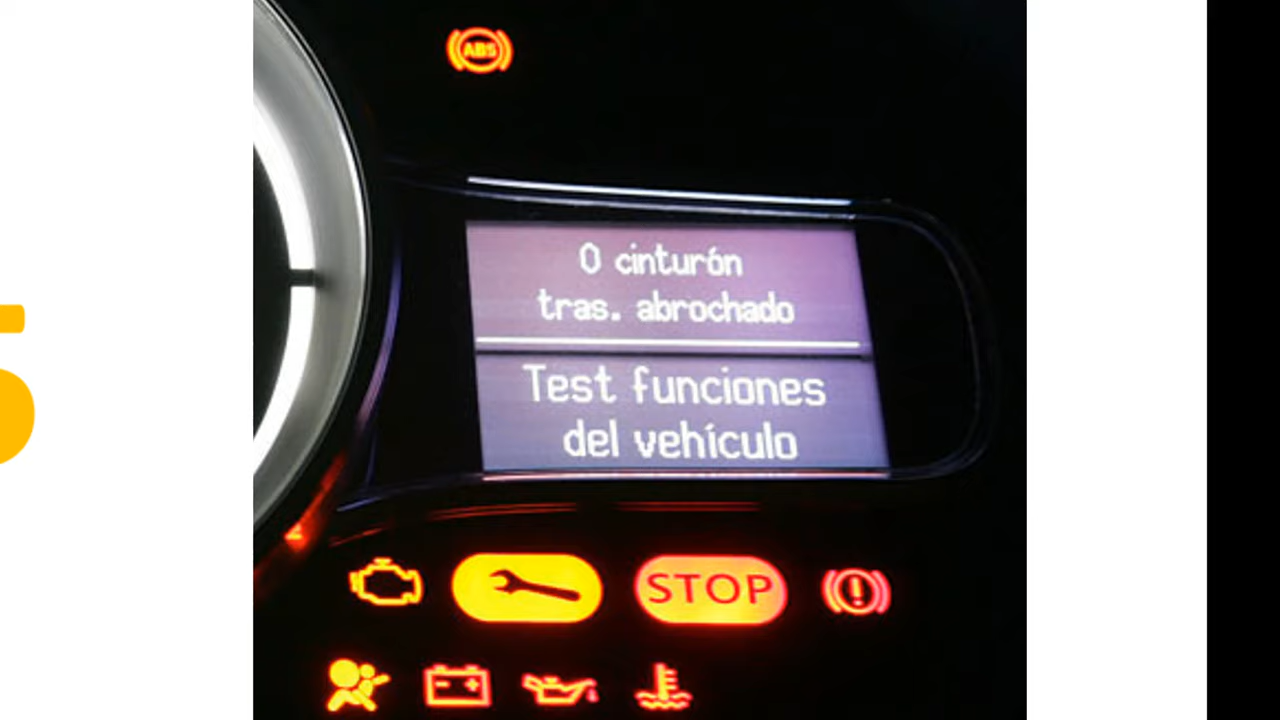 ABS
0 cinturón
tras. abrochado
Test funciones
del vehículo
STOP